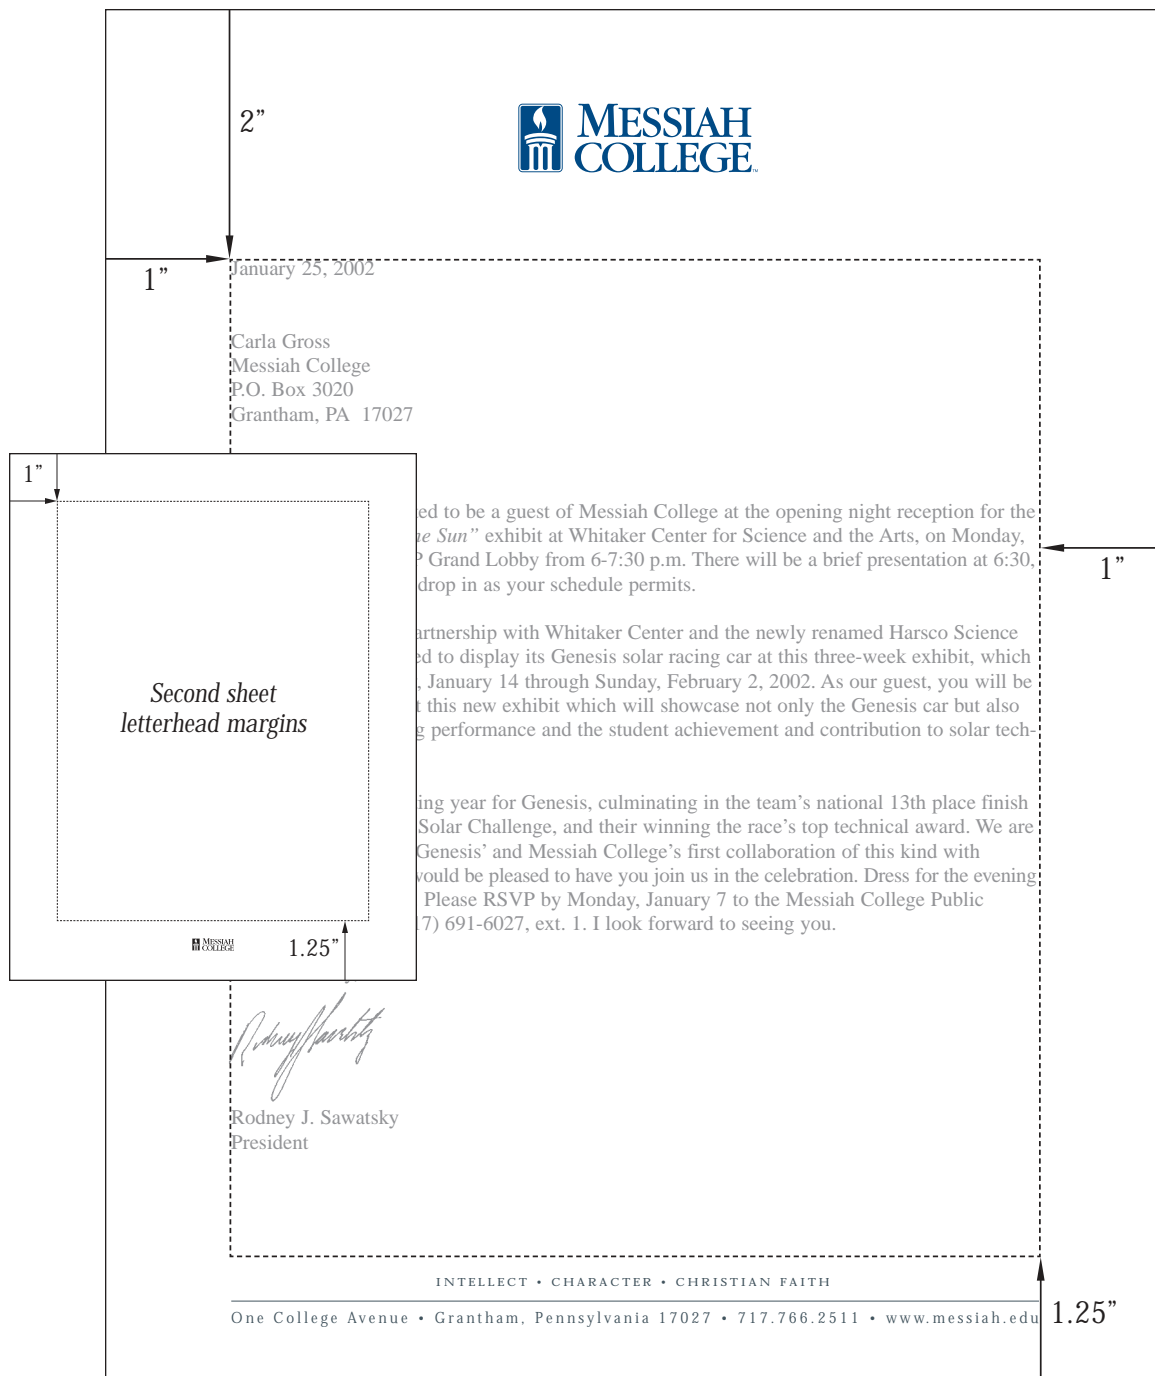 2”
MESSIAH
COLLEGE™
1”
January 25, 2002
Carla Gross
Messiah College
P.O. Box 3020
Grantham, PA 17027
1”
ed to be a guest of Messiah College at the opening night reception for the
Sun” exhibit at Whitaker Center for Science and the Arts, on Monday,
Grand Lobby from 6-7:30 p.m. There will be a brief presentation at 6:30,
drop in as your schedule permits.
1”
artnership with Whitaker Center and the newly renamed Harsco Science
ed to display its Genesis solar racing car at this three-week exhibit, which
, January 14 through Sunday, February 2, 2002. As our guest, you will be
t this new exhibit which will showcase not only the Genesis car but also
g performance and the student achievement and contribution to solar tech-
Second sheet
letterhead margins
ing year for Genesis, culminating in the team’s national 13th place finish
Solar Challenge, and their winning the race’s top technical award. We are
Genesis’ and Messiah College’s first collaboration of this kind with
would be pleased to have you join us in the celebration. Dress for the evening
Please RSVP by Monday, January 7 to the Messiah College Public
17) 691-6027, ext. 1. I look forward to seeing you.
MESSIAH
COLLEGE
1.25”
Rodney J. Sawatsky
President
INTELLECT • CHARACTER • CHRISTIAN FAITH
One College Avenue • Grantham, Pennsylvania 17027 • 717.766.2511 • www.messiah.edu
1.25”